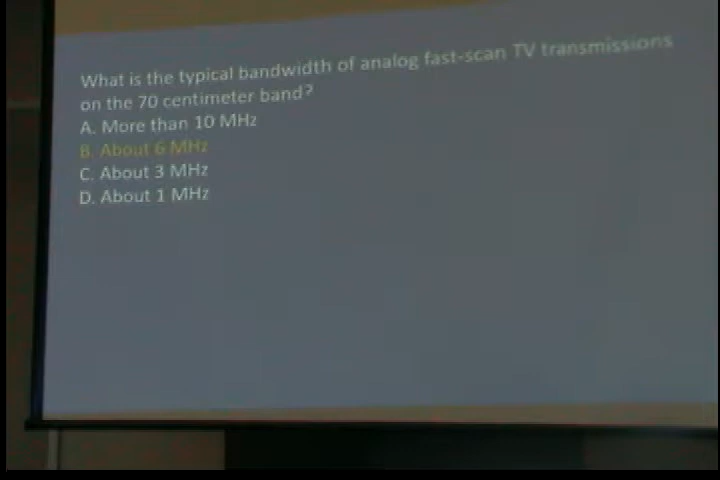 What is the typical bandwidth of analog fast-scan TV transmissions
on the 70 centimeter band?
A. More than 10 MHz
B. About 6 MHz
C. About 3 MHz
D. About 1 MHz